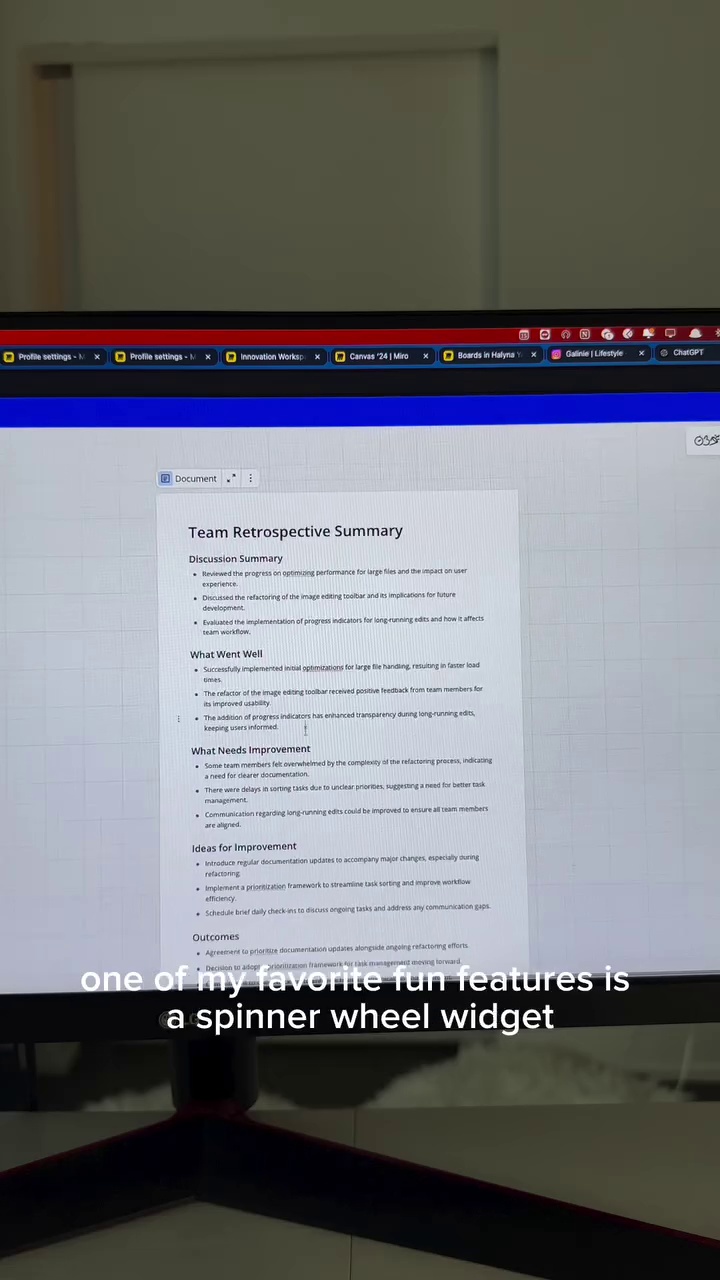 Profile settings - M
Profile settings - M
Innovation Worksp
Canvas '24 | Miro
Boards in Halyna Y
Galinie | Lifestyle
ChatGPT
Document
Team Retrospective Summary
Discussion Summary
• Reviewed the progress on optimizing performance for large files and the impact on user
experience.
• Discussed the refactoring of the image editing toolbar and its implications for future
development.
• Evaluated the implementation of progress indicators for long-running edits and how it affects
team workflow.
What Went Well
• Successfully implemented initial optimizations for large file handling, resulting in faster load
times.
• The refactor of the image editing toolbar received positive feedback from team members for
its improved usability.
• The addition of progress indicators has enhanced transparency during long-running edits,
keeping users informed.
What Needs Improvement
• Some team members felt overwhelmed by the complexity of the refactoring process, indicating
a need for clearer documentation.
• There were delays in sorting tasks due to unclear priorities, suggesting a need for better task
management.
• Communication regarding long-running edits could be improved to ensure all team members
are aligned.
Ideas for Improvement
• Introduce regular documentation updates to accompany major changes, especially during
refactoring.
• Implement a prioritization framework to streamline task sorting and improve workflow
efficiency.
• Schedule brief daily check-ins to discuss ongoing tasks and address any communication gaps.
Outcomes
• Agreement to prioritize documentation updates alongside ongoing refactoring efforts.
• Decision to adopt prioritization framework for task management moving forward.
one of my favorite fun features is
a spinner wheel widget